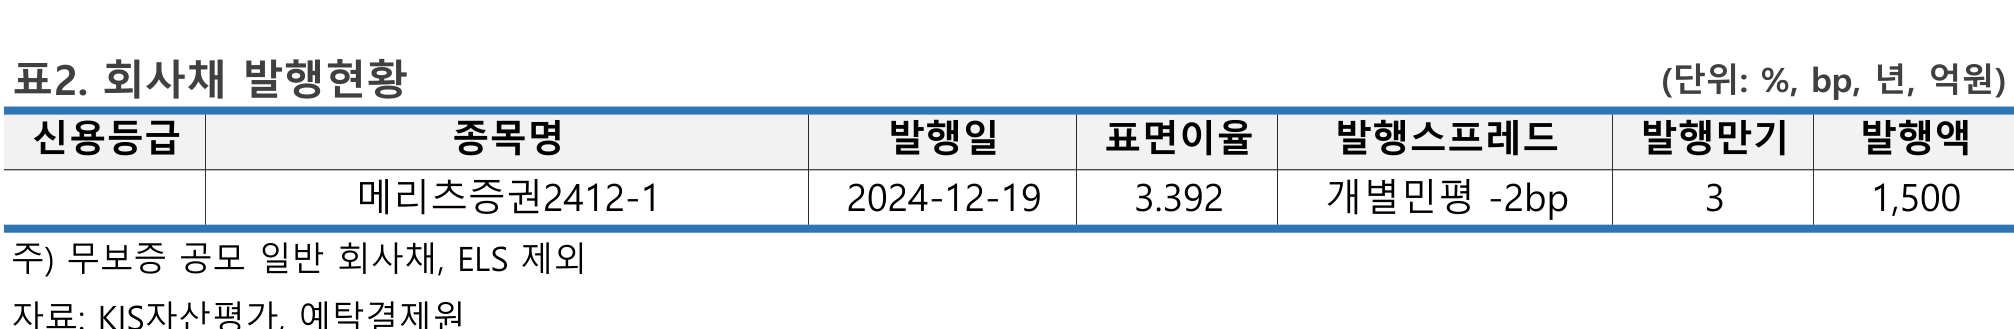 표2. 회사채 발행현황 (단위: %, bp, 년, 억원)
신용등급 종목명 발행일 표면이율 발행스프레드 발행만기 발행액
메리츠증권2412-1 2024-12-19 3.392 개별민평 -2bp 3 1,500
주) 무보증 공모 일반 회사채, ELS 제외
자료: KIS자산평가, 예탁결제원